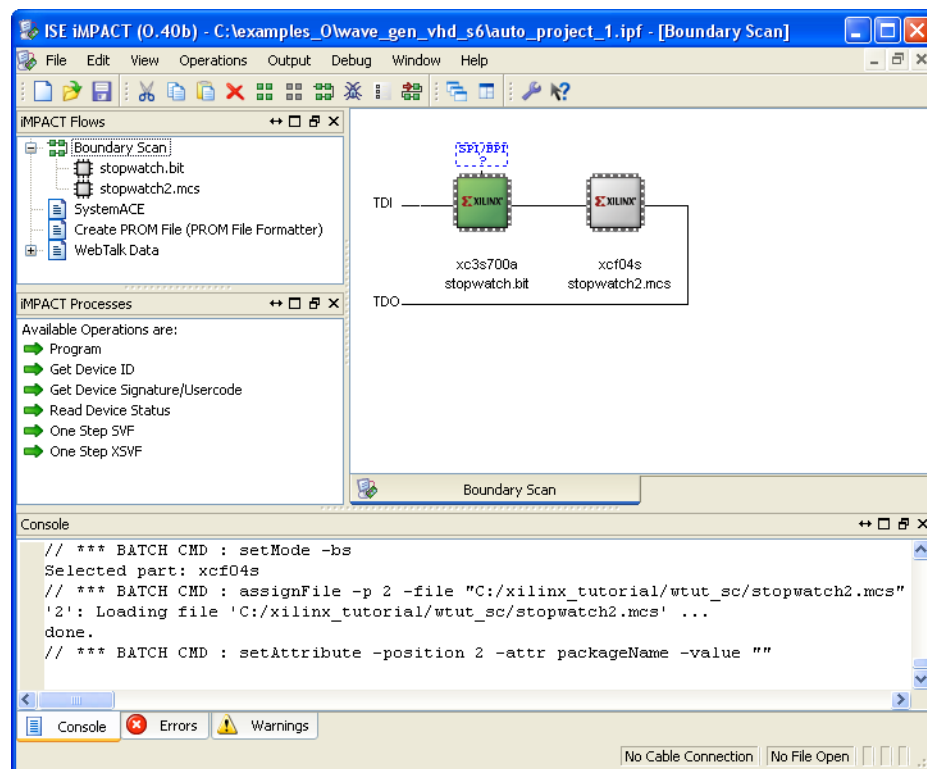 ISE iMPACT (O.40b) - C:\examples_O\wave_gen_vhd_s6\auto_project_1.ipf - [Boundary Scan]
File Edit View Operations Output Debug Window Help
iMPACT Flows
Boundary Scan
stopwatch.bit
stopwatch2.mcs
SystemACE
Create PROM File (PROM File Formatter)
WebTalk Data
iMPACT Processes
Available Operations are:
Program
Get Device ID
Get Device Signature/Usercode
Read Device Status
One Step SVF
One Step XSVF
SPI/BPI
?
TDI
XILINX
XILINX
xc3s700a
xcf04s
stopwatch.bit
stopwatch2.mcs
TDO
Boundary Scan
Console
// *** BATCH CMD : setMode -bs
Selected part: xcf04s
// *** BATCH CMD : assignFile -p 2 -file "C:/xilinx_tutorial/wtut_sc/stopwatch2.mcs"
'2': Loading file 'C:/xilinx_tutorial/wtut_sc/stopwatch2.mcs' ...
done.
// *** BATCH CMD : setAttribute -position 2 -attr packageName -value ""
Console Errors Warnings
No Cable Connection No File Open